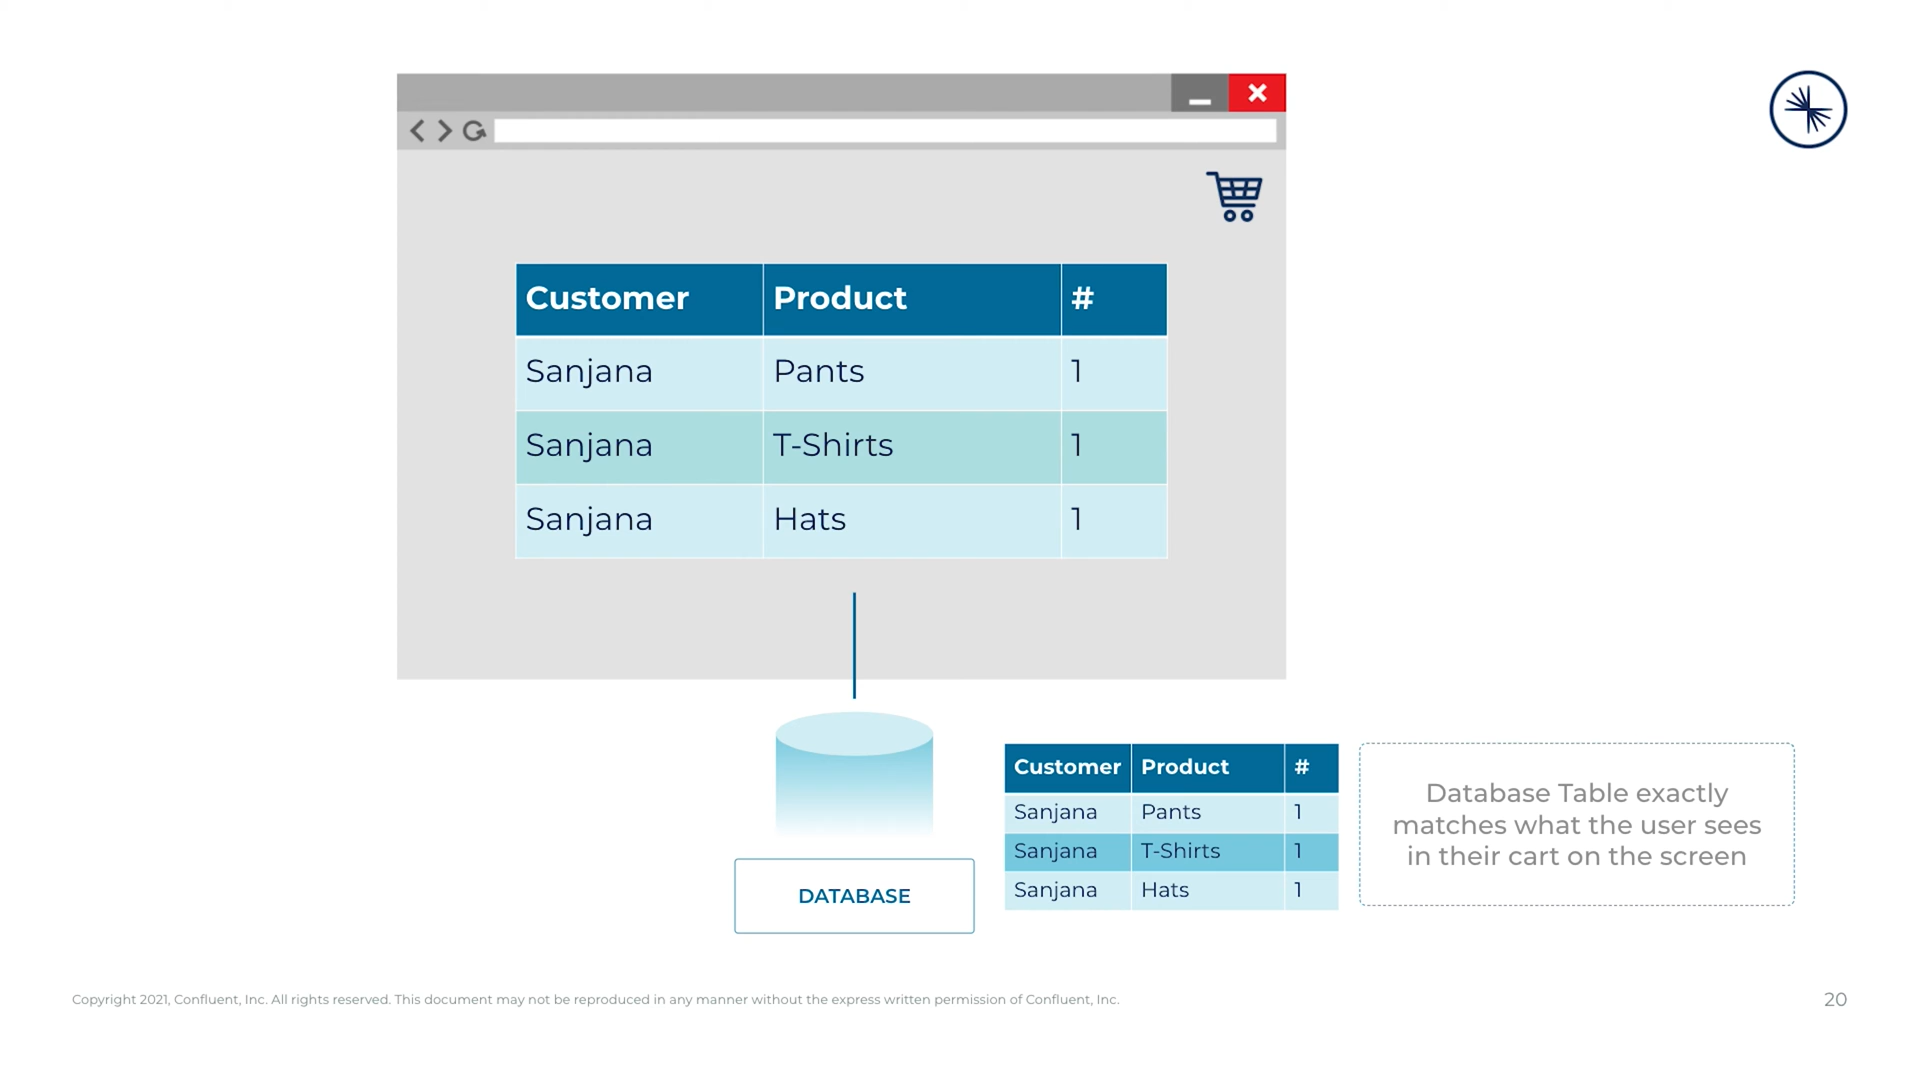 Customer Product #
Sanjana Pants 1
Sanjana T-Shirts 1
Sanjana Hats 1
DATABASE
Customer Product #
Sanjana Pants 1
Sanjana T-Shirts 1
Sanjana Hats 1
Database Table exactly
matches what the user sees
in their cart on the screen
Copyright 2021, Confluent, Inc. All rights reserved. This document may not be reproduced in any manner without the express written permission of Confluent, Inc.
20